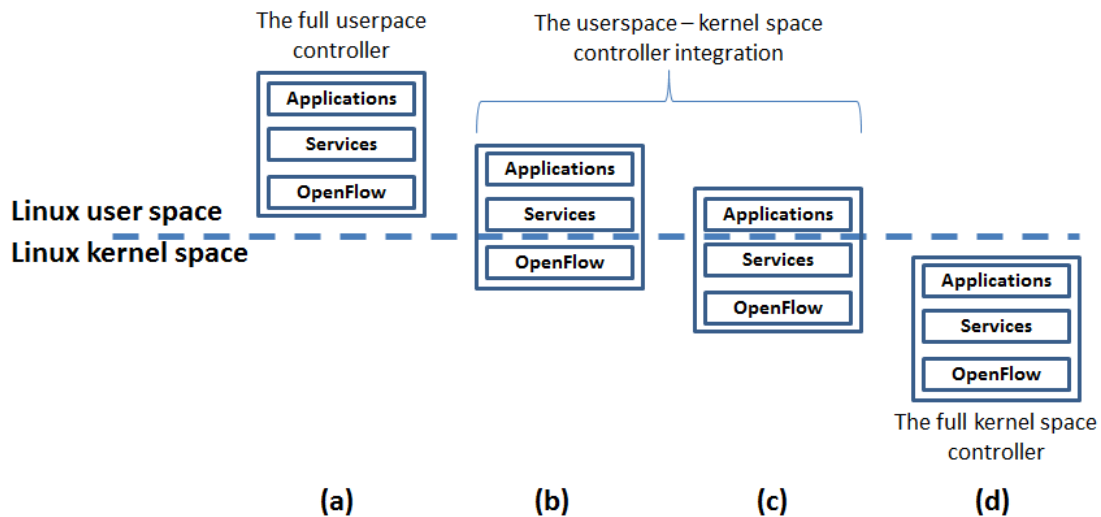 The full userpace
controller
The userspace – kernel space
controller integration
Applications
Services
OpenFlow
Applications
Services
OpenFlow
Applications
Services
OpenFlow
Linux user space
Linux kernel space
Applications
Services
OpenFlow
The full kernel space
controller
(a)
(b)
(c)
(d)